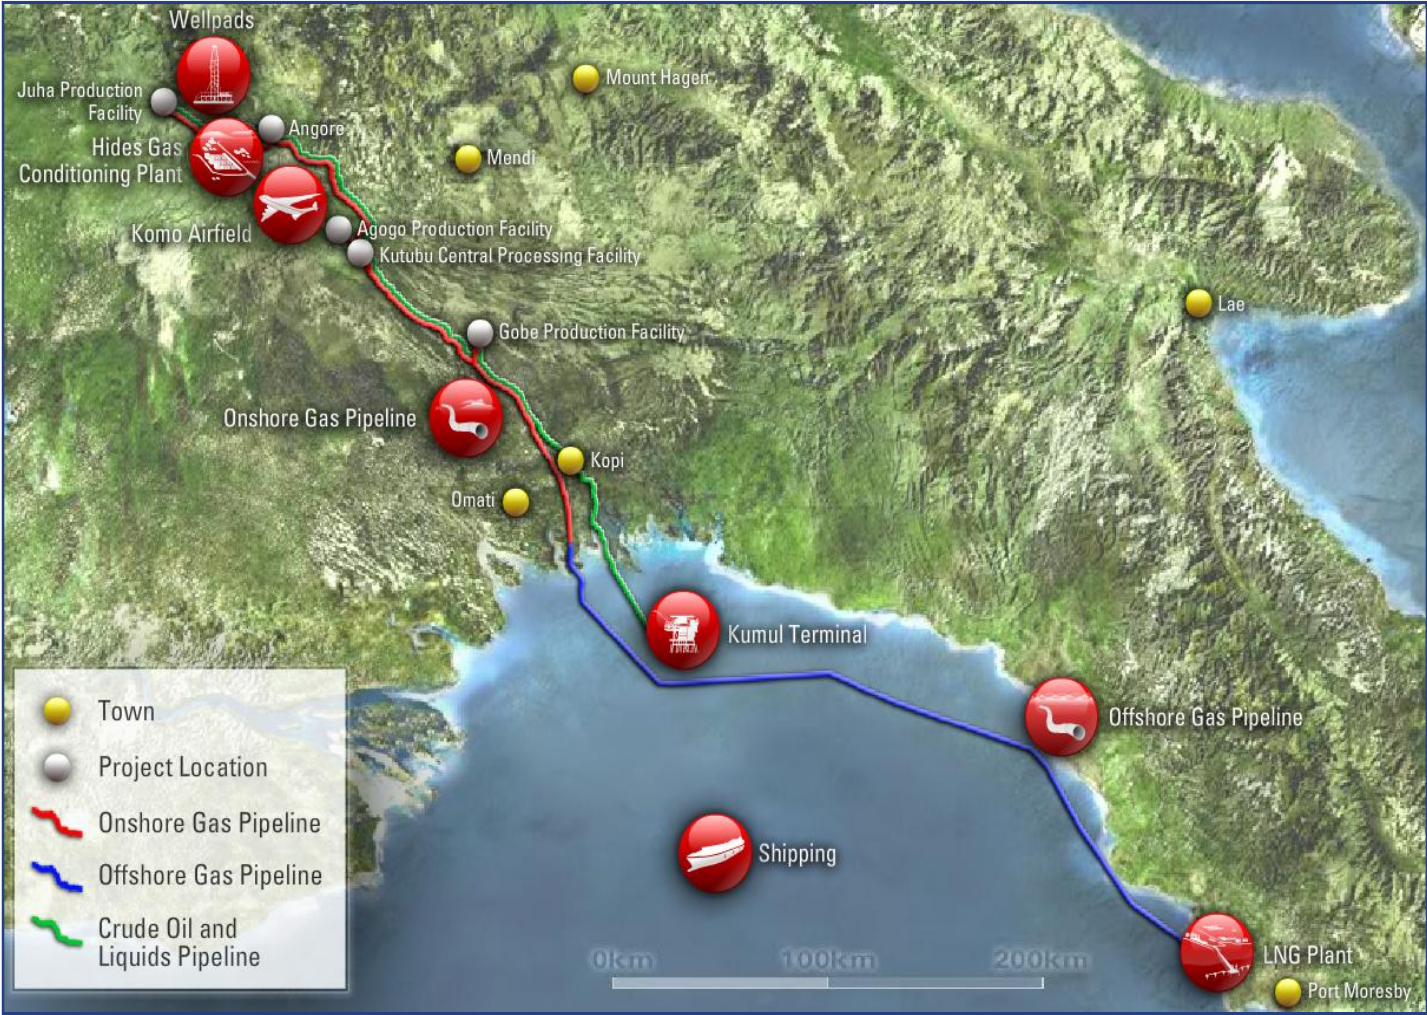 Wellpads
Juha Production
Facility
Mount Hagen
Angore
Hides Gas
Conditioning Plant
Mendi
Komo Airfield
Agogo Production Facility
Kutubu Central Processing Facility
Lae
Gobe Production Facility
Onshore Gas Pipeline
Kopi
Omati
Kumul Terminal
Offshore Gas Pipeline
Shipping
LNG Plant
Port Moresby
Town
Project Location
Onshore Gas Pipeline
Offshore Gas Pipeline
Crude Oil and
Liquids Pipeline
0km 100km 200km